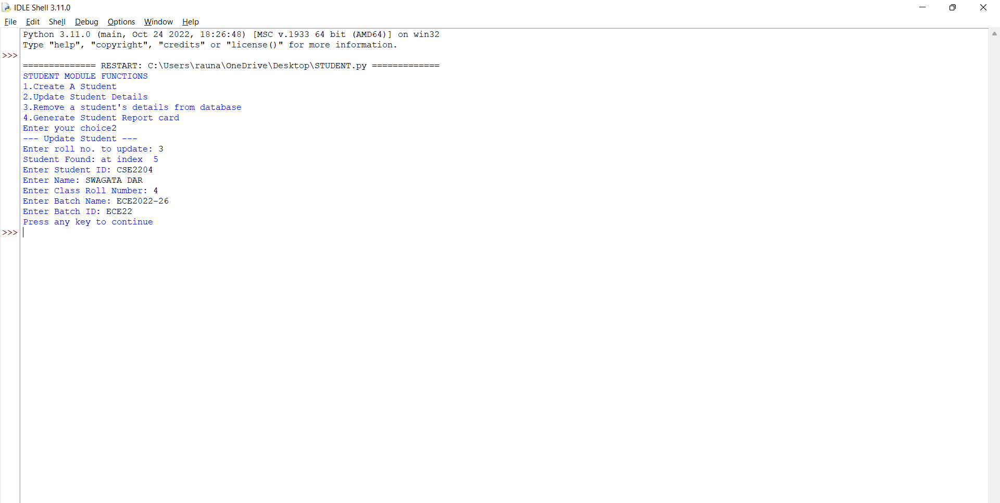 IDLE Shell 3.11.0
File Edit Shell Debug Options Window Help
Python 3.11.0 (main, Oct 24 2022, 18:26:48) [MSC v.1933 64 bit (AMD64)] on win32
Type "help", "copyright", "credits" or "license()" for more information.
>>>
============== RESTART: C:\Users\rauna\OneDrive\Desktop\STUDENT.py =============
STUDENT MODULE FUNCTIONS
1.Create A Student
2.Update Student Details
3.Remove a student's details from database
4.Generate Student Report card
Enter your choice2
--- Update Student ---
Enter roll no. to update: 3
Student Found: at index  5
Enter Student ID: CSE2204
Enter Name: SWAGATA DAR
Enter Class Roll Number: 4
Enter Batch Name: ECE2022-26
Enter Batch ID: ECE22
Press any key to continue
>>>